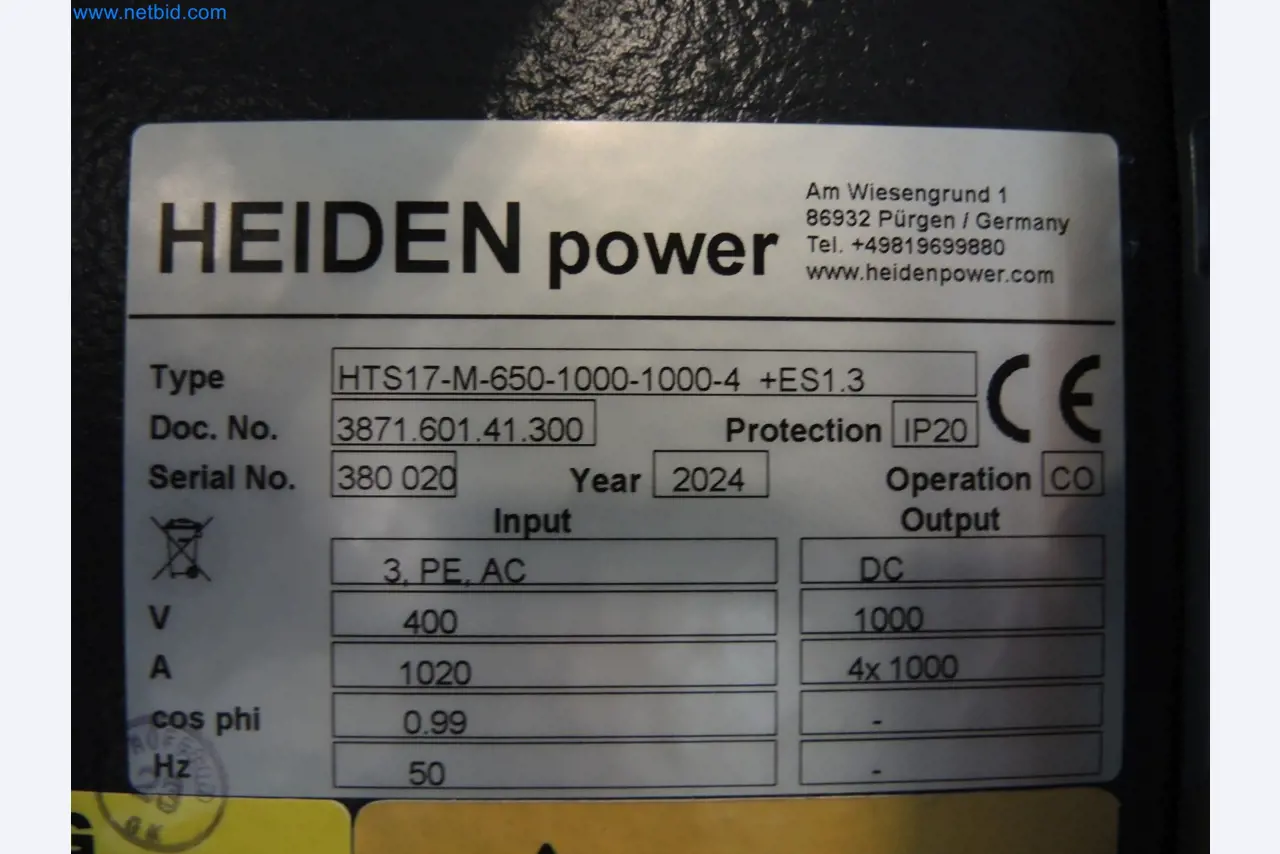 www.netbid.com
HEIDEN power
Am Wiesengrund 1
86932 Pürgen / Germany
Tel. +49819699880
www.heidenpower.com
Type HTS17-M-650-1000-1000-4 +ES1.3
Doc. No. 3871.601.41.300 Protection IP20
Serial No. 380 020 Year 2024 Operation CO
CE
Input Output
3, PE, AC DC
V 400 1000
A 1020 4x 1000
cos phi 0.99 -
Hz 50 -
G